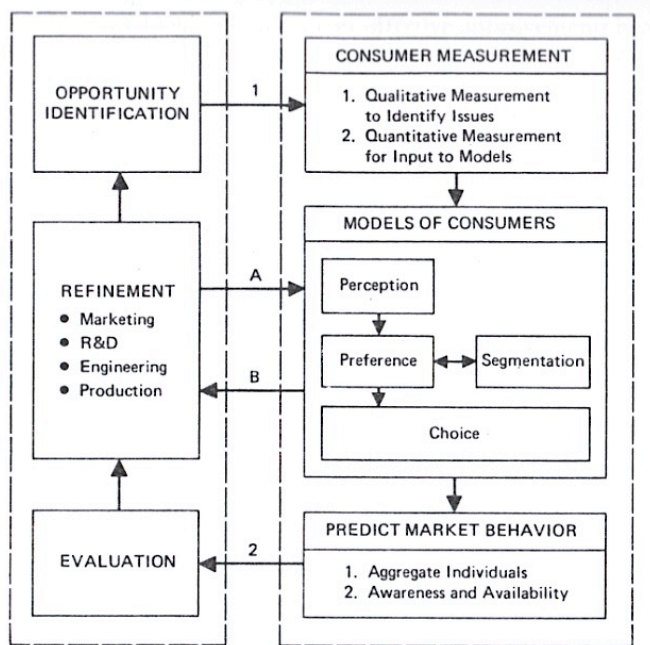 OPPORTUNITY
IDENTIFICATION
1
CONSUMER MEASUREMENT
1. Qualitative Measurement
to Identify Issues
2. Quantitative Measurement
for Input to Models
REFINEMENT
• Marketing
• R&D
• Engineering
• Production
A
B
MODELS OF CONSUMERS
Perception
Preference
Segmentation
Choice
EVALUATION
2
PREDICT MARKET BEHAVIOR
1. Aggregate Individuals
2. Awareness and Availability